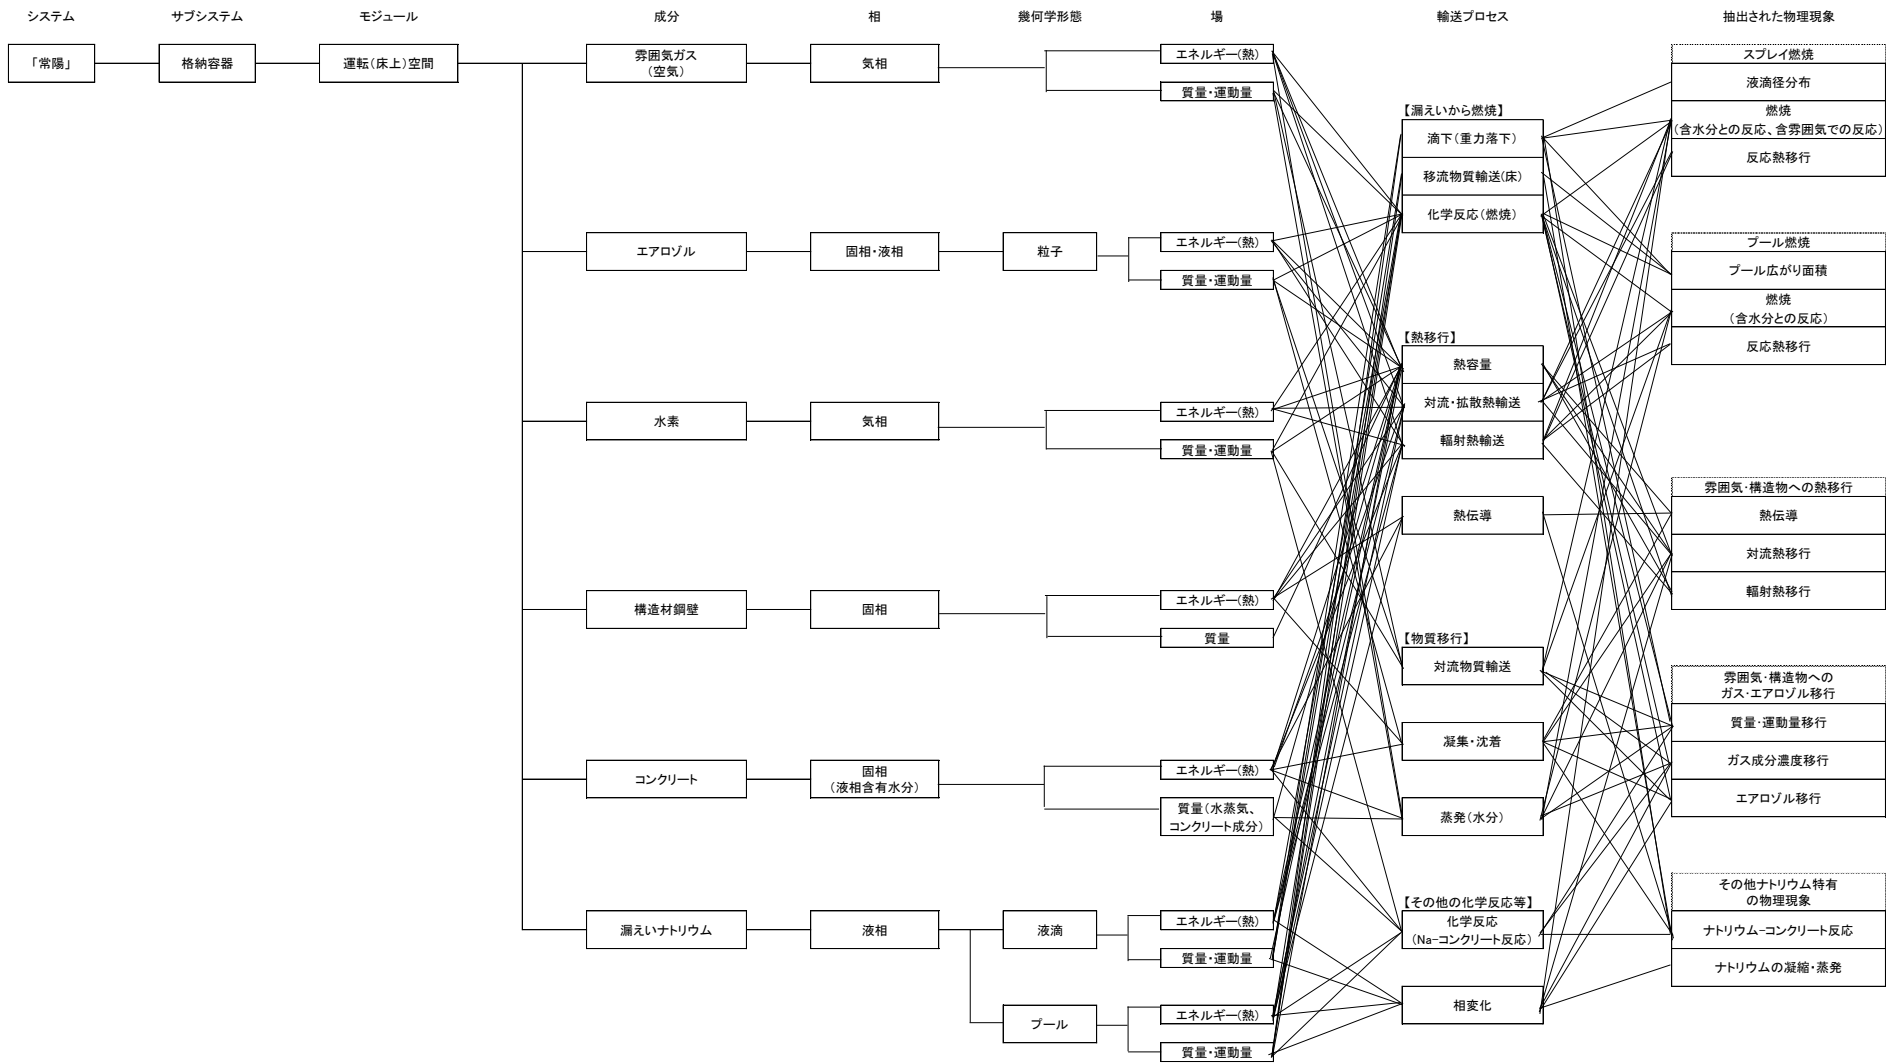 システム
サブシステム
モジュール
成分
相
幾何学形態
場
輸送プロセス
抽出された物理現象
「常陽」
格納容器
運転(床上)空間
雰囲気ガス
(空気)
気相
エネルギー(熱)
質量・運動量
エアロゾル
固相・液相
粒子
エネルギー(熱)
質量・運動量
水素
気相
エネルギー(熱)
質量・運動量
構造材鋼壁
固相
エネルギー(熱)
質量
コンクリート
固相
(液相含有水分)
エネルギー(熱)
質量(水蒸気、
コンクリート成分)
漏えいナトリウム
液相
液滴
エネルギー(熱)
質量・運動量
プール
エネルギー(熱)
質量・運動量
【漏えいから燃焼】
滴下(重力落下)
移流物質輸送(床)
化学反応(燃焼)
【熱移行】
熱容量
対流・拡散熱輸送
輻射熱輸送
熱伝導
【物質移行】
対流物質輸送
凝集・沈着
蒸発(水分)
【その他の化学反応等】
化学反応
(Na-コンクリート反応)
相変化
スプレイ燃焼
液滴径分布
燃焼
(含水分との反応、含雰囲気での反応)
反応熱移行
プール燃焼
プール広がり面積
燃焼
(含水分との反応)
反応熱移行
雰囲気・構造物への熱移行
熱伝導
対流熱移行
輻射熱移行
雰囲気・構造物への
ガス・エアロゾル移行
質量・運動量移行
ガス成分濃度移行
エアロゾル移行
その他ナトリウム特有
の物理現象
ナトリウム-コンクリート反応
ナトリウムの凝縮・蒸発